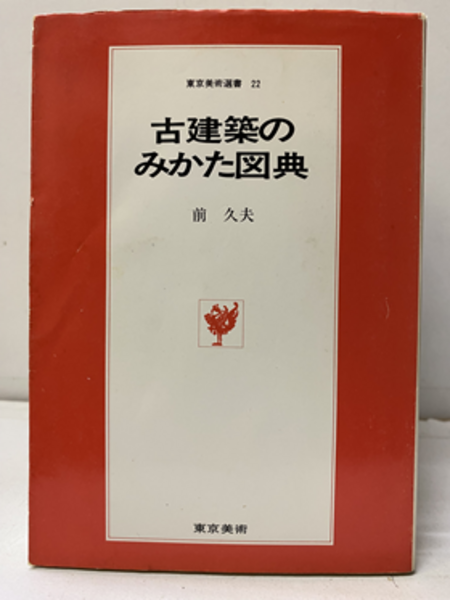 東京美術選書 22
古建築の
みかた図典
前 久夫
東京美術